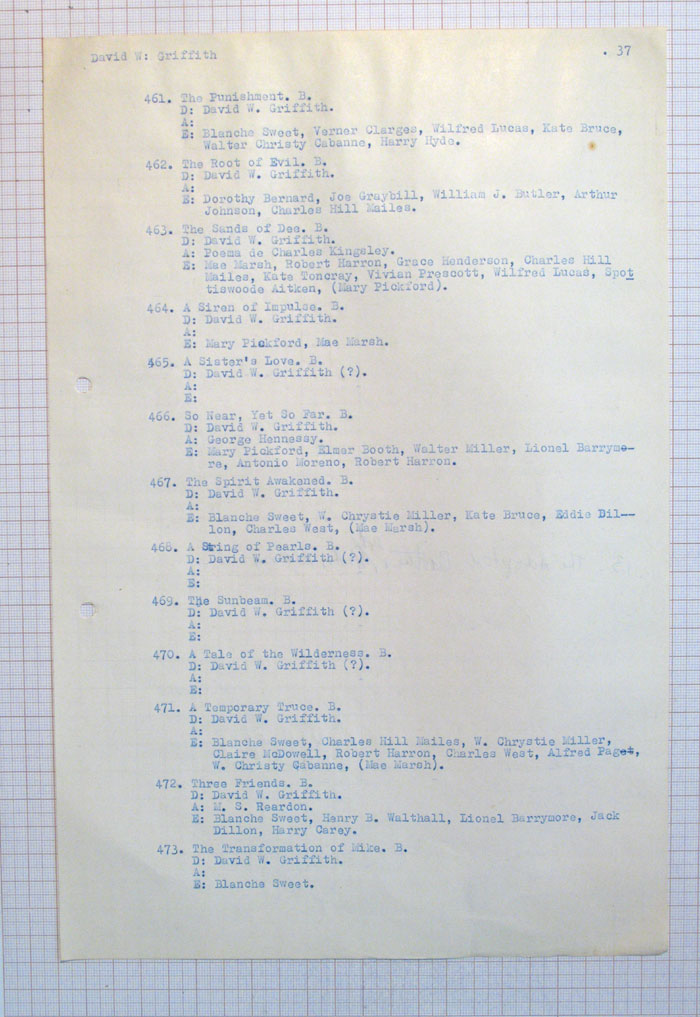 David W: Griffith . 37
461. The Punishment. B.
D: David W. Griffith.
A:
E: Blanche Sweet, Verner Clarges, Wilfred Lucas, Kate Bruce,
Walter Christy Cabanne, Harry Hyde.
462. The Root of Evil. B.
D: David W. Griffith.
A:
E: Dorothy Bernard, Joe Graybill, William J. Butler, Arthur
Johnson, Charles Hill Mailes.
463. The Sands of Dee. B.
D: David W. Griffith.
A: Poema de Charles Kingsley.
E: Mae Marsh, Robert Harron, Grace Henderson, Charles Hill
Mailes, Kate Toncray, Vivian Prescott, Wilfred Lucas, Spot
tiswoode Aitken, (Mary Pickford).
464. A Siren of Impulse. B.
D: David W. Griffith.
A:
E: Mary Pickford, Mae Marsh.
465. A Sister's Love. B.
D: David W. Griffith (?).
A:
E:
466. So Near, Yet So Far. B.
D: David W. Griffith.
A: George Hennessy.
E: Mary Pickford, Elmer Booth, Walter Miller, Lionel Barrymo-
re, Antonio Moreno, Robert Harron.
467. The Spirit Awakened. B.
D: David W. Griffith.
A:
E: Blanche Sweet, W. Chrystie Miller, Kate Bruce, Eddie Dil--
lon, Charles West, (Mae Marsh).
468. A String of Pearls. B.
D: David W. Griffith (?).
A:
E:
469. The Sunbeam. B.
D: David W. Griffith (?).
A:
E:
470. A Tale of the Wilderness. B.
D: David W. Griffith (?).
A:
E:
471. A Temporary Truce. B.
D: David W. Griffith.
A:
E: Blanche Sweet, Charles Hill Mailes, W. Chrystie Miller,
Claire McDowell, Robert Harron, Charles West, Alfred Paget,
W. Christy Cabanne, (Mae Marsh).
472. Three Friends. B.
D: David W. Griffith.
A: M. S. Reardon.
E: Blanche Sweet, Henry B. Walthall, Lionel Barrymore, Jack
Dillon, Harry Carey.
473. The Transformation of Mike. B.
D: David W. Griffith.
A:
E: Blanche Sweet.